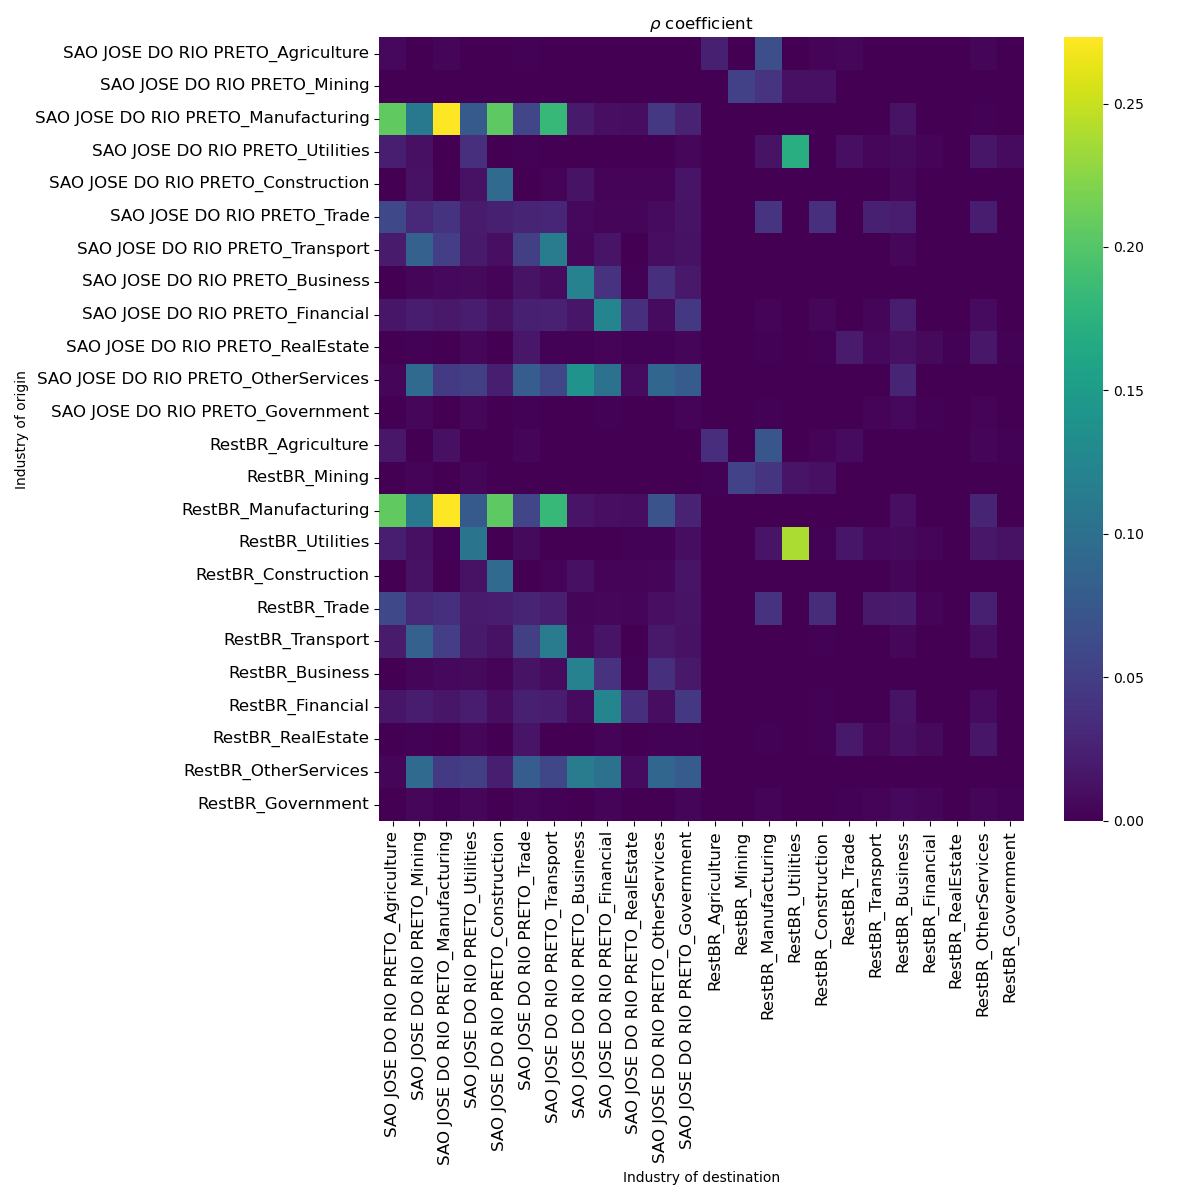 ρ coefficient
SAO JOSE DO RIO PRETO_Agriculture
SAO JOSE DO RIO PRETO_Mining
SAO JOSE DO RIO PRETO_Manufacturing
SAO JOSE DO RIO PRETO_Utilities
SAO JOSE DO RIO PRETO_Construction
SAO JOSE DO RIO PRETO_Trade
SAO JOSE DO RIO PRETO_Transport
SAO JOSE DO RIO PRETO_Business
SAO JOSE DO RIO PRETO_Financial
SAO JOSE DO RIO PRETO_RealEstate
SAO JOSE DO RIO PRETO_OtherServices
SAO JOSE DO RIO PRETO_Government
RestBR_Agriculture
RestBR_Mining
RestBR_Manufacturing
RestBR_Utilities
RestBR_Construction
RestBR_Trade
RestBR_Transport
RestBR_Business
RestBR_Financial
RestBR_RealEstate
RestBR_OtherServices
RestBR_Government
Industry of origin
0.25
0.20
0.15
0.10
0.05
0.00
SAO JOSE DO RIO PRETO_Agriculture
SAO JOSE DO RIO PRETO_Mining
SAO JOSE DO RIO PRETO_Manufacturing
SAO JOSE DO RIO PRETO_Utilities
SAO JOSE DO RIO PRETO_Construction
SAO JOSE DO RIO PRETO_Trade
SAO JOSE DO RIO PRETO_Transport
SAO JOSE DO RIO PRETO_Business
SAO JOSE DO RIO PRETO_Financial
SAO JOSE DO RIO PRETO_RealEstate
SAO JOSE DO RIO PRETO_OtherServices
SAO JOSE DO RIO PRETO_Government
RestBR_Agriculture
RestBR_Mining
RestBR_Manufacturing
RestBR_Utilities
RestBR_Construction
RestBR_Trade
RestBR_Transport
RestBR_Business
RestBR_Financial
RestBR_RealEstate
RestBR_OtherServices
RestBR_Government
Industry of destination